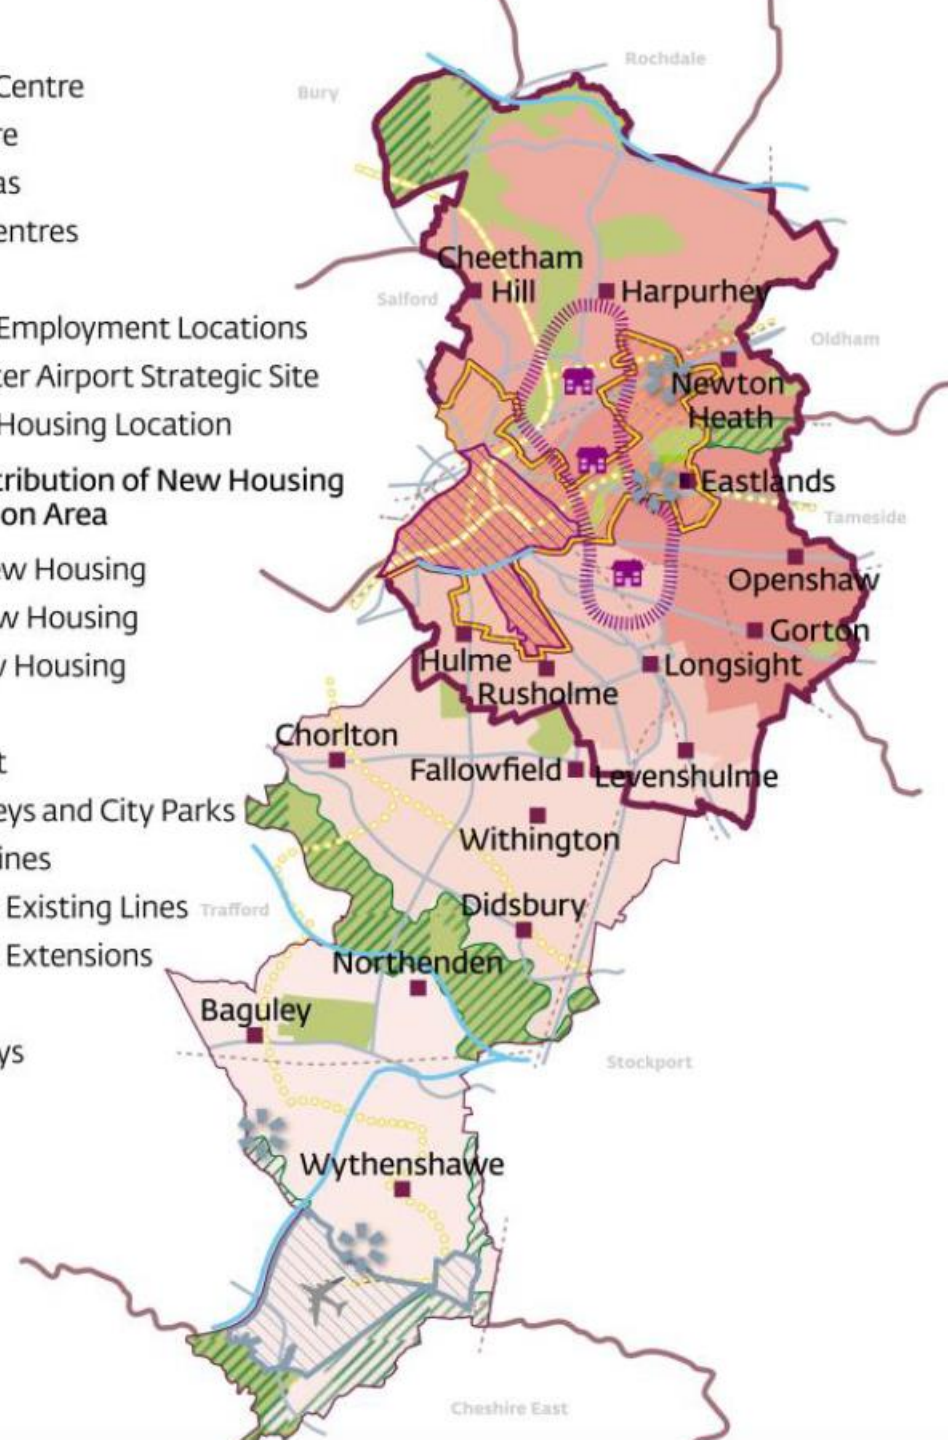 Centre
re
as
entres
Employment Locations
ter Airport Strategic Site
Housing Location
tribution of New Housing
on Area
ew Housing
w Housing
y Housing
t
eys and City Parks
ines
Existing Lines
Extensions
ys
Rochdale
Bury
Cheetham
Hill
Harpurhey
Salford
Oldham
Newton
Heath
Eastlands
Tameside
Openshaw
Gorton
Hulme
Longsight
Rusholme
Chorlton
Fallowfield
Levenshulme
Withington
Didsbury
Trafford
Northenden
Baguley
Stockport
Wythenshawe
Cheshire East